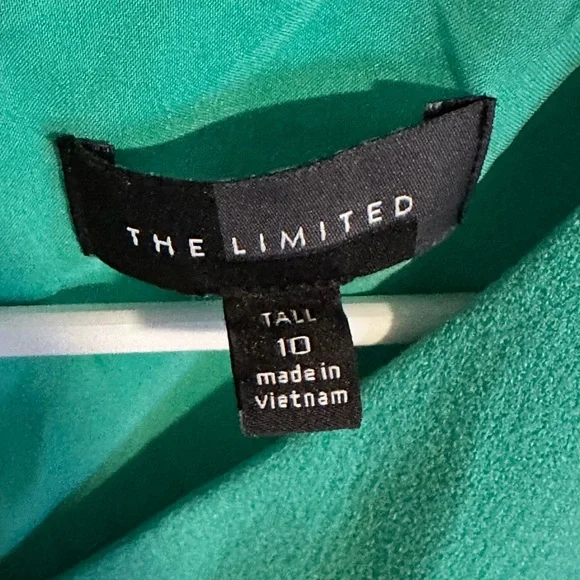 THE LIMITED
TALL
10
made in
Vietnam